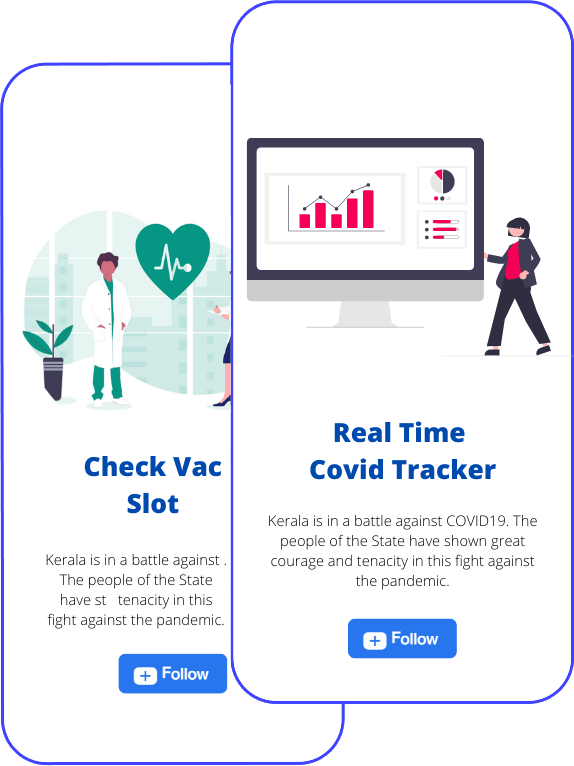 Check Vac
Slot
Kerala is in a battle against .
The people of the State
have st tenacity in this
fight against the pandemic.
Follow
Real Time
Covid Tracker
Kerala is in a battle against COVID19. The
people of the State have shown great
courage and tenacity in this fight against
the pandemic.
Follow